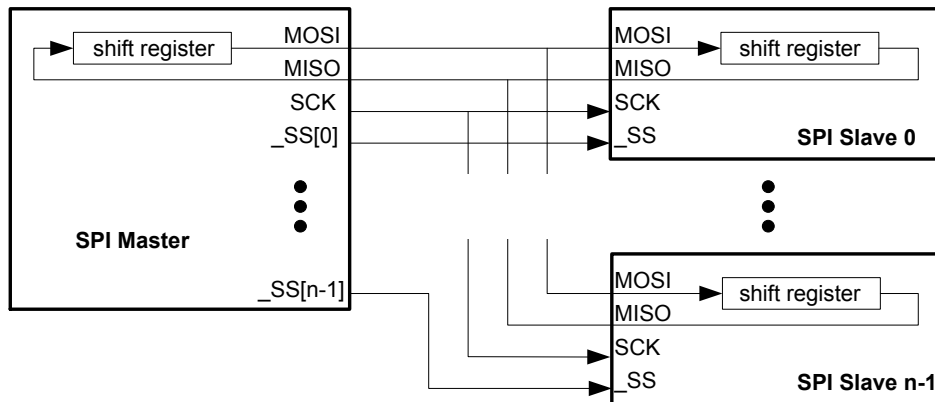 shift register
MOSI
MISO
SCK
_SS[0]
SPI Master
_SS[n-1]
MOSI
shift register
MISO
SCK
_SS
SPI Slave 0
MOSI
shift register
MISO
SCK
_SS
SPI Slave n-1